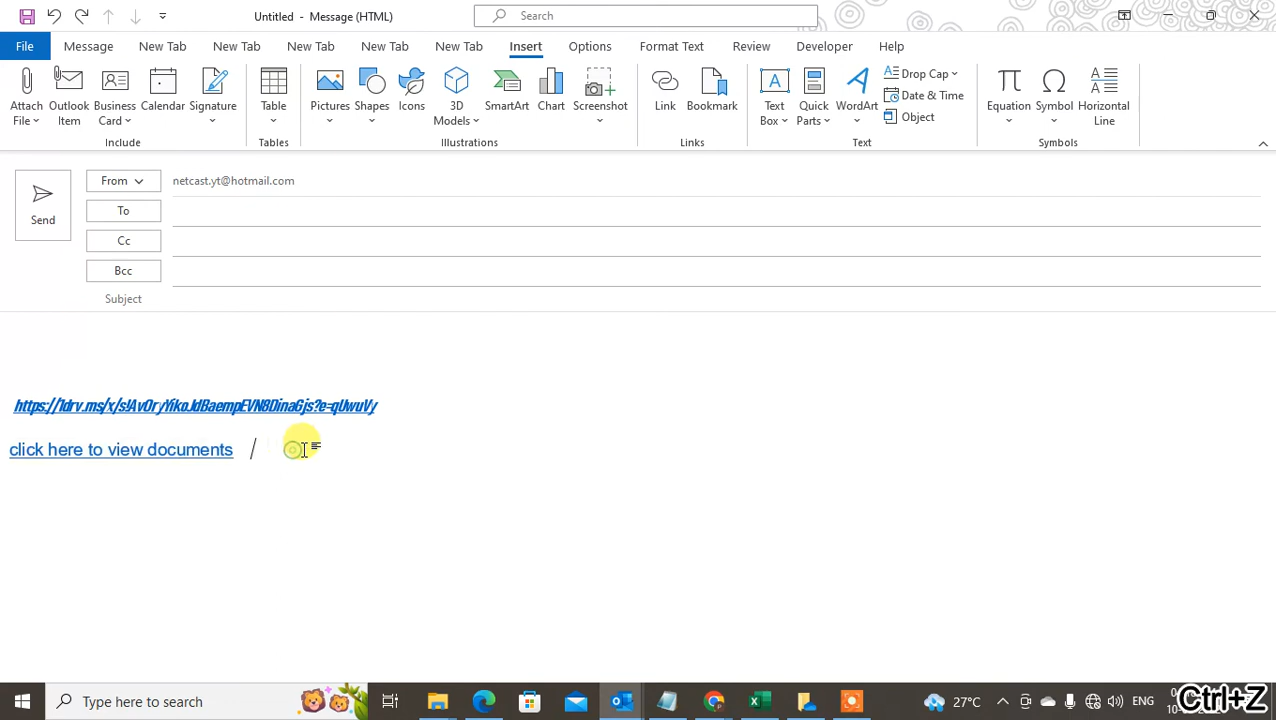 Untitled - Message (HTML)
Search
File Message New Tab New Tab New Tab New Tab New Tab Insert Options Format Text Review Developer Help
Attach File
Outlook Item
Business Card
Calendar
Signature
Table
Pictures
Shapes
Icons
3D Models
SmartArt
Chart
Screenshot
Link
Bookmark
Text Box
Quick Parts
WordArt
Drop Cap
Date & Time
Object
Equation
Symbol
Horizontal Line
Include Tables Illustrations Links Text Symbols
From netcast.yt@hotmail.com
Send
To
Cc
Bcc
Subject
click here to view documents /
Type here to search
27°C
ENG
Ctrl+Z